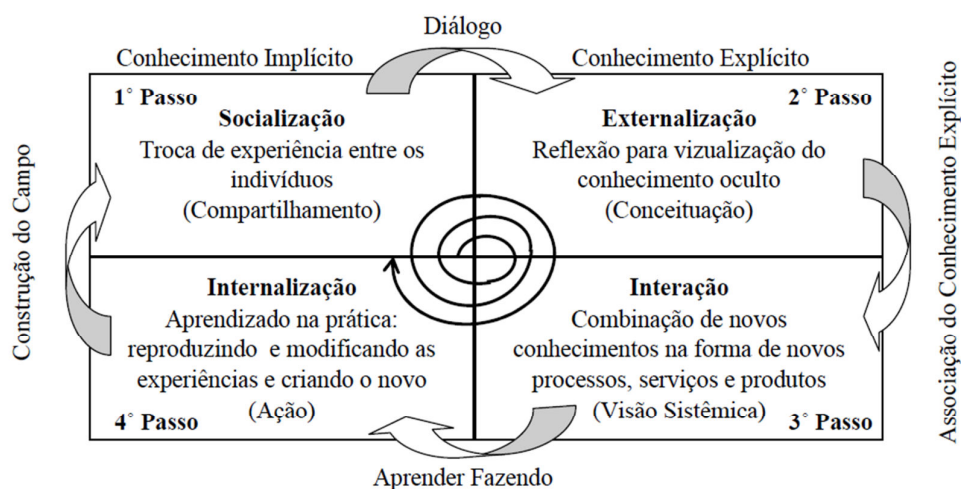 Diálogo
Conhecimento Implícito
Conhecimento Explícito
1° Passo
Socialização
Troca de experiência entre os
indivíduos
(Compartilhamento)
2° Passo
Externalização
Reflexão para vizualização do
conhecimento oculto
(Conceituação)
Construção do Campo
Associação do Conhecimento Explícito
Internalização
Aprendizado na prática:
reproduzindo e modificando as
experiências e criando o novo
(Ação)
4° Passo
Interação
Combinação de novos
conhecimentos na forma de novos
processos, serviços e produtos
(Visão Sistêmica)
3° Passo
Aprender Fazendo